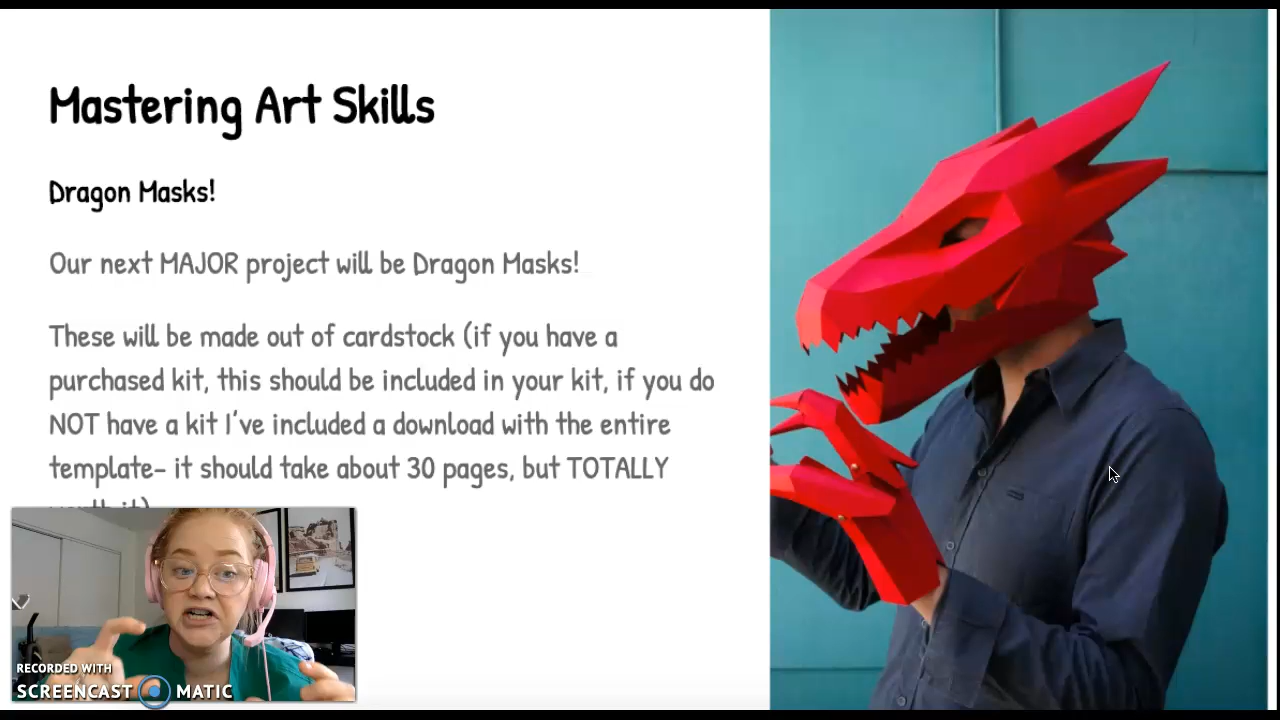 Mastering Art Skills
Dragon Masks!
Our next MAJOR project will be Dragon Masks!
These will be made out of cardstock (if you have a
purchased kit, this should be included in your kit, if you do
NOT have a kit I've included a download with the entire
template- it should take about 30 pages, but TOTALLY
RECORDED WITH
SCREENCAST MATIC